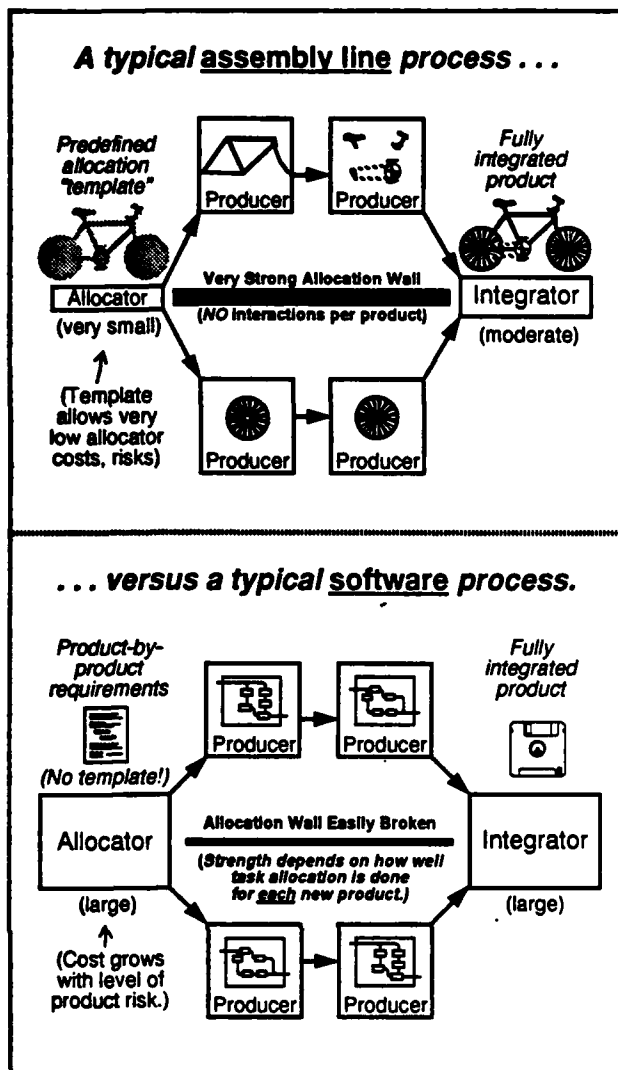 A typical assembly line process . . .
Predefined
allocation
"template"
Producer
Producer
Fully
integrated
product
Allocator
(very small)
Very Strong Allocation Wall
(NO interactions per product)
Integrator
(moderate)
(Template
allows very
low allocator
costs, risks)
Producer
Producer
. . . versus a typical software process.
Product-by-
product
requirements
(No template!)
Producer
Producer
Fully
integrated
product
Allocator
(large)
Allocation Wall Easily Broken
(Strength depends on how well
task allocation is done
for each new product.)
Integrator
(large)
(Cost grows
with level of
product risk.)
Producer
Producer